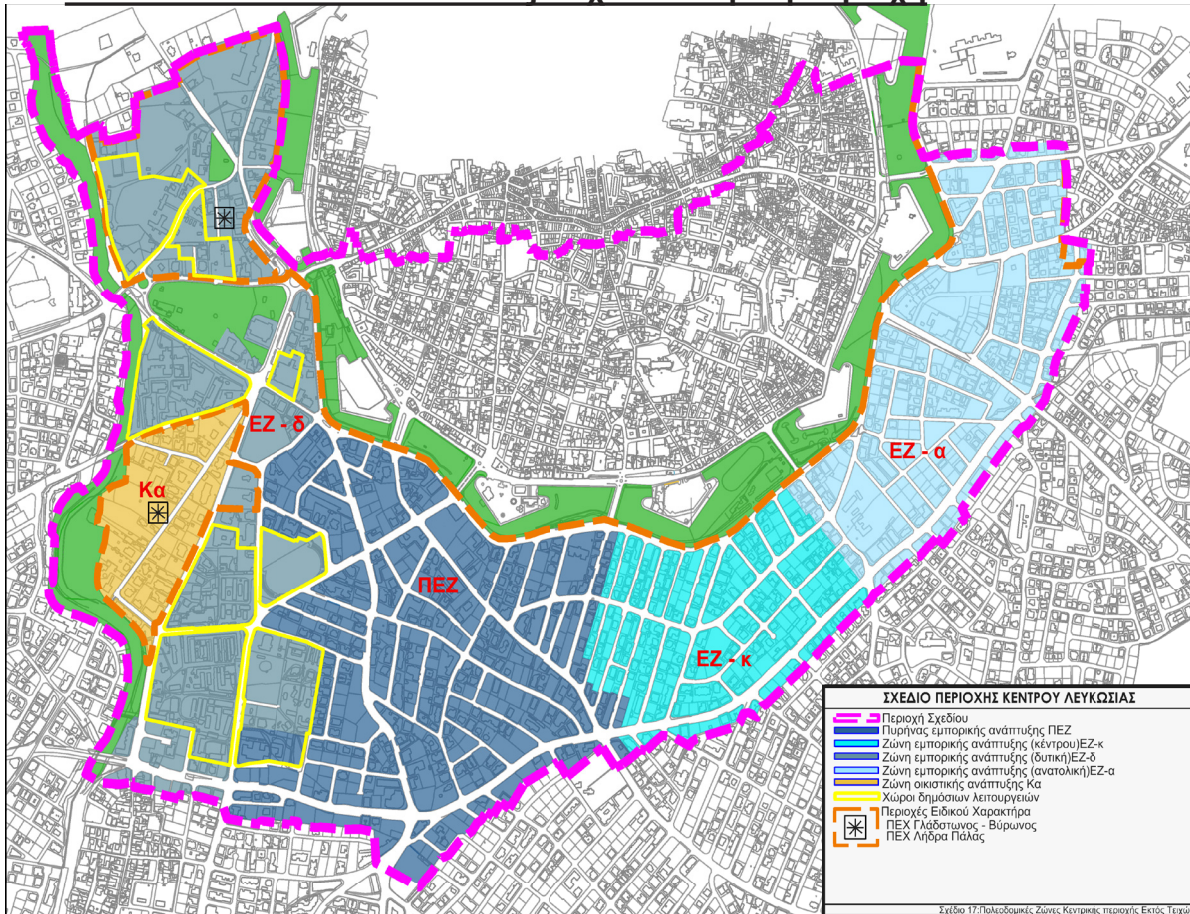 ΕΖ - δ
ΕΖ - α
Κα
ΠΕΖ
ΕΖ - κ
ΣΧΕΔΙΟ ΠΕΡΙΟΧΗΣ ΚΕΝΤΡΟΥ ΛΕΥΚΩΣΙΑΣ
Περιοχή Σχεδίου
Πυρήνας εμπορικής ανάπτυξης ΠΕΖ
Ζώνη εμπορικής ανάπτυξης (κέντρου)ΕΖ-κ
Ζώνη εμπορικής ανάπτυξης (δυτική)ΕΖ-δ
Ζώνη εμπορικής ανάπτυξης (ανατολική)ΕΖ-α
Ζώνη οικιστικής ανάπτυξης Κα
Χώροι δημόσιων λειτουργειών
Περιοχές Ειδικού Χαρακτήρα
ΠΕΧ Γλάδστωνος - Βύρωνος
ΠΕΧ Λήδρα Πάλας
Σχέδιο 17:Πολεοδομικές Ζώνες Κεντρικής περιοχής Εκτός Τειχώ